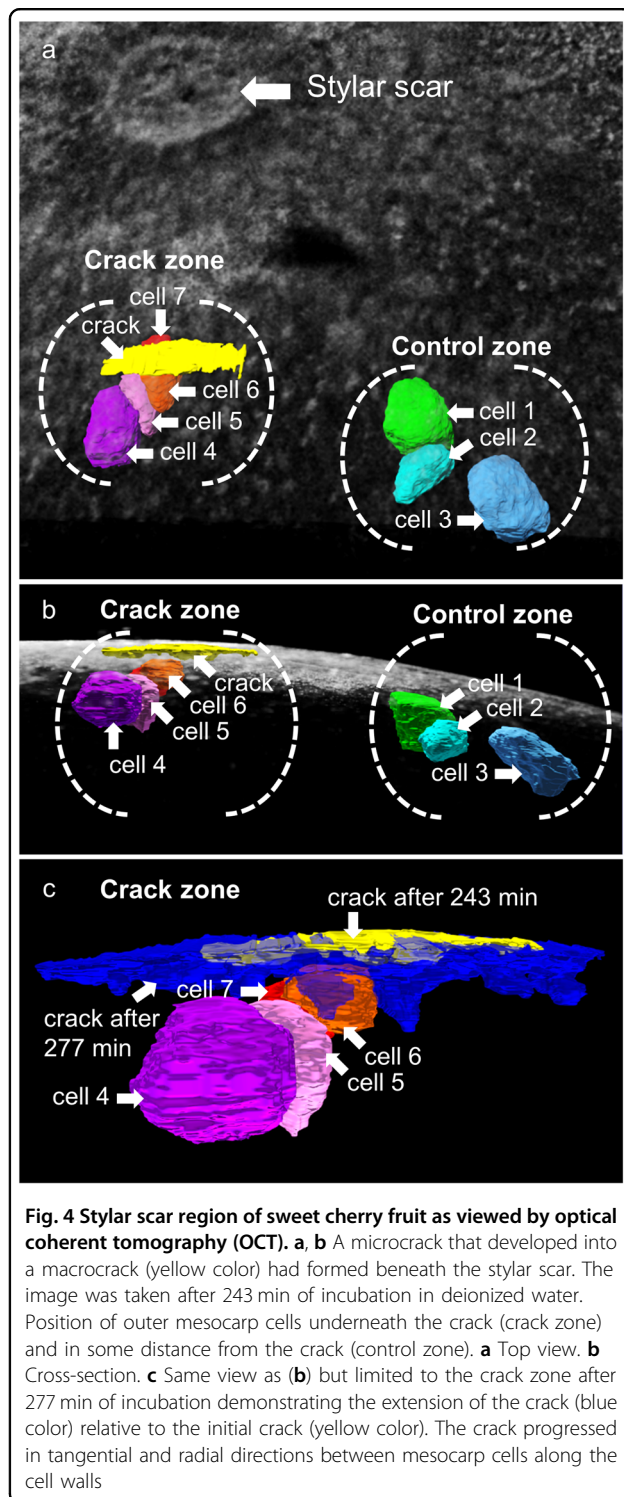 a
Stylar scar
Crack zone
cell 7
crack
Control zone
cell 6
cell 1
cell 5
cell 2
cell 4
cell 3
b
Crack zone
Control zone
crack
cell 1
cell 6
cell 2
cell 5
cell 4
cell 3
c
Crack zone
crack after 243 min
cell 7
crack after
277 min
cell 6
cell 5
cell 4
Fig. 4 Stylar scar region of sweet cherry fruit as viewed by optical
coherent tomography (OCT). a, b A microcrack that developed into
a macrocrack (yellow color) had formed beneath the stylar scar. The
image was taken after 243 min of incubation in deionized water.
Position of outer mesocarp cells underneath the crack (crack zone)
and in some distance from the crack (control zone). a Top view. b
Cross-section. c Same view as (b) but limited to the crack zone after
277 min of incubation demonstrating the extension of the crack (blue
color) relative to the initial crack (yellow color). The crack progressed
in tangential and radial directions between mesocarp cells along the
cell walls